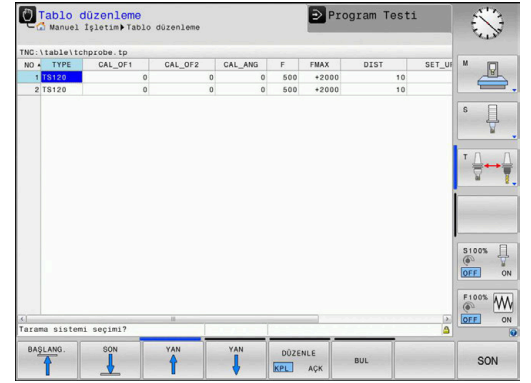 Tablo düzenleme
Manuel İşletim▶Tablo düzenleme
Program Testi
TNC:\table\tchprobe.tp
NO TYPE CAL_OF1 CAL_OF2 CAL_ANG F FMAX DIST SET_UP
1 TS120 0 0 0 500 +2000 10
2 TS120 0 0 0 500 +2000 10
Tarama sistemi seçimi?
M
S
T
S100%
OFF ON
F100%
OFF ON
BAŞLANG.
SON
YAN
YAN
DÜZENLE
KPL AÇK
BUL
SON